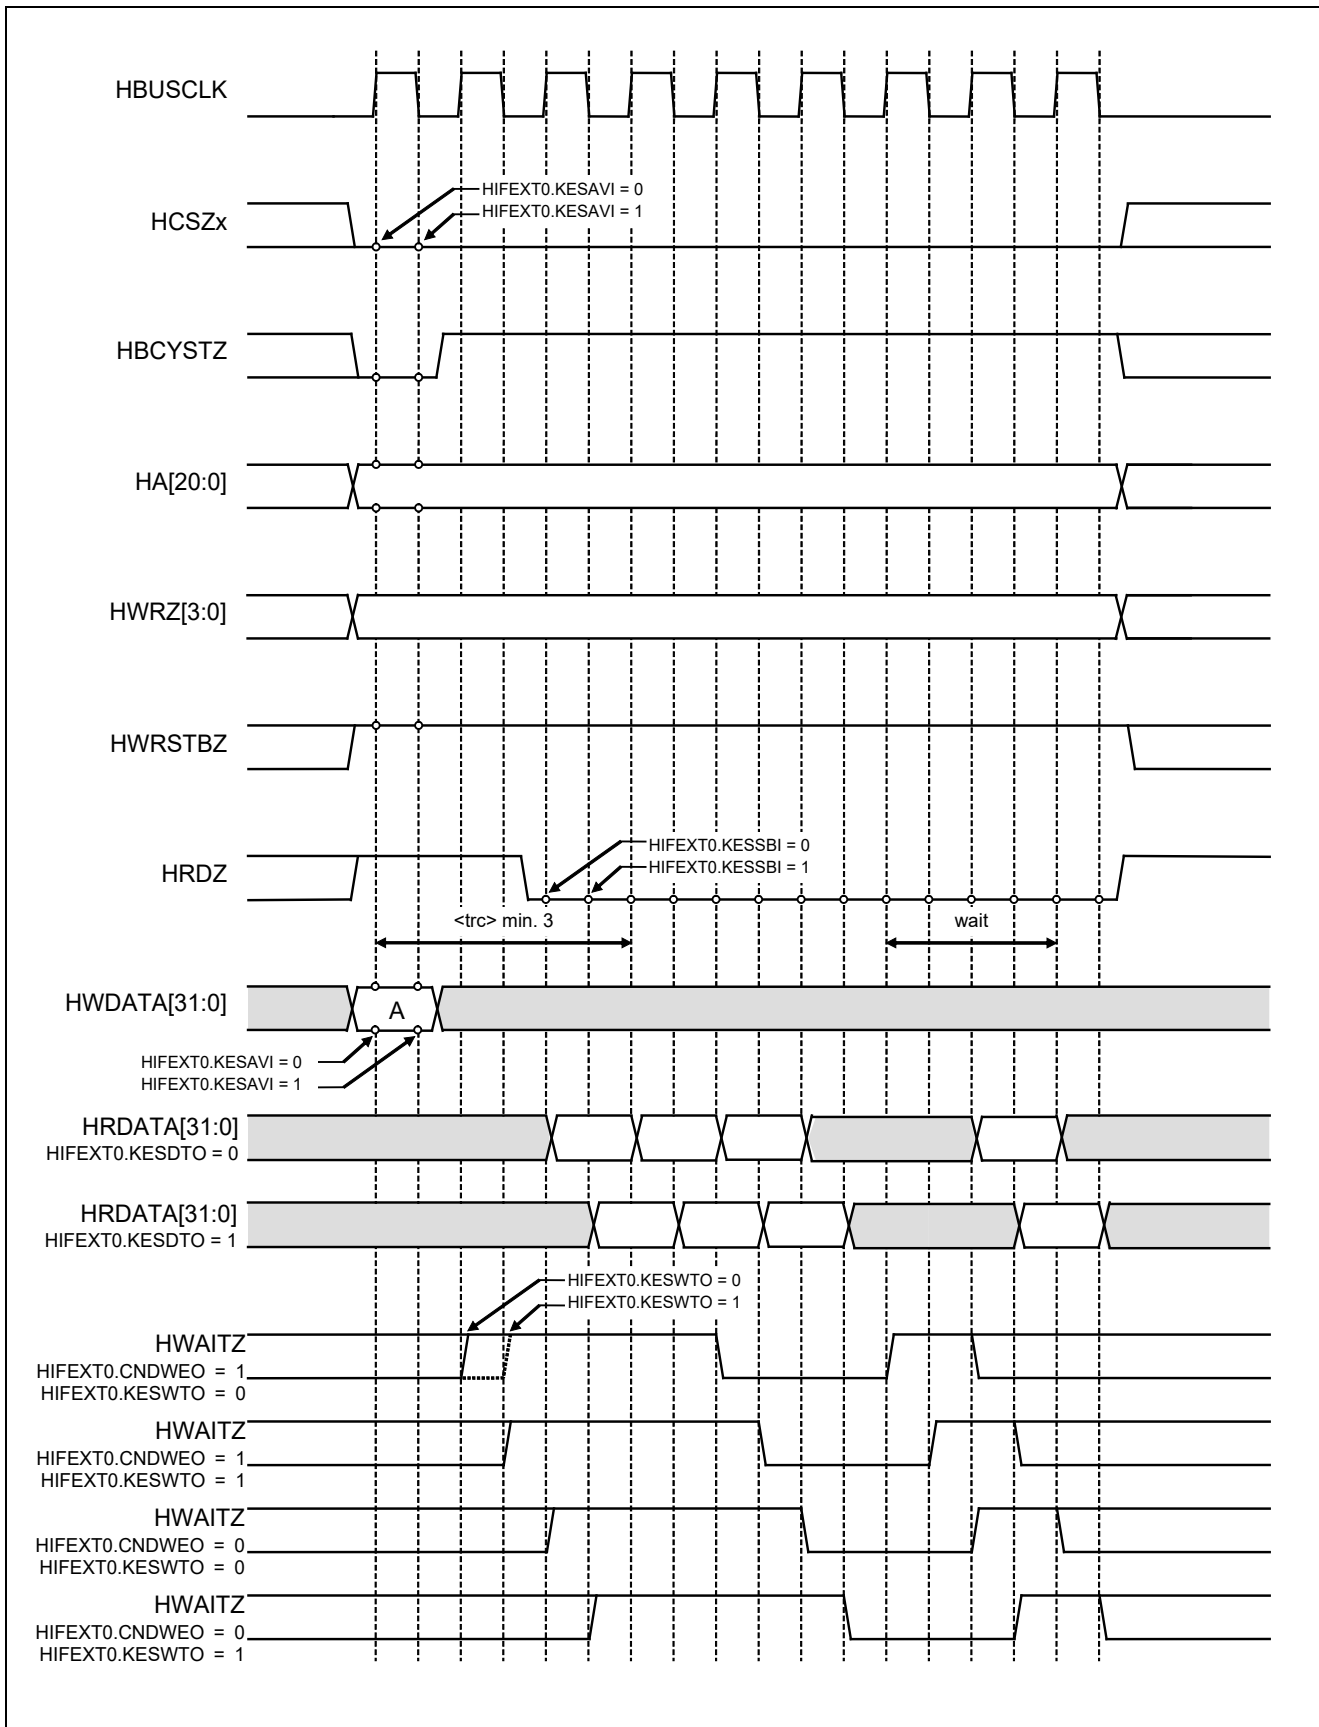 HBUSCLK
HIFEXT0.KESAVI = 0
HIFEXT0.KESAVI = 1
HCSZx
HBCYSTZ
HA[20:0]
HWRZ[3:0]
HWRSTBZ
HIFEXT0.KESSBI = 0
HIFEXT0.KESSBI = 1
HRDZ
<trc> min. 3
wait
HWDATA[31:0]
A
HIFEXT0.KESAVI = 0
HIFEXT0.KESAVI = 1
HRDATA[31:0]
HIFEXT0.KESDTO = 0
HRDATA[31:0]
HIFEXT0.KESDTO = 1
HIFEXT0.KESWTO = 0
HIFEXT0.KESWTO = 1
HWAITZ
HIFEXT0.CNDWEO = 1
HIFEXT0.KESWTO = 0
HWAITZ
HIFEXT0.CNDWEO = 1
HIFEXT0.KESWTO = 1
HWAITZ
HIFEXT0.CNDWEO = 0
HIFEXT0.KESWTO = 0
HWAITZ
HIFEXT0.CNDWEO = 0
HIFEXT0.KESWTO = 1